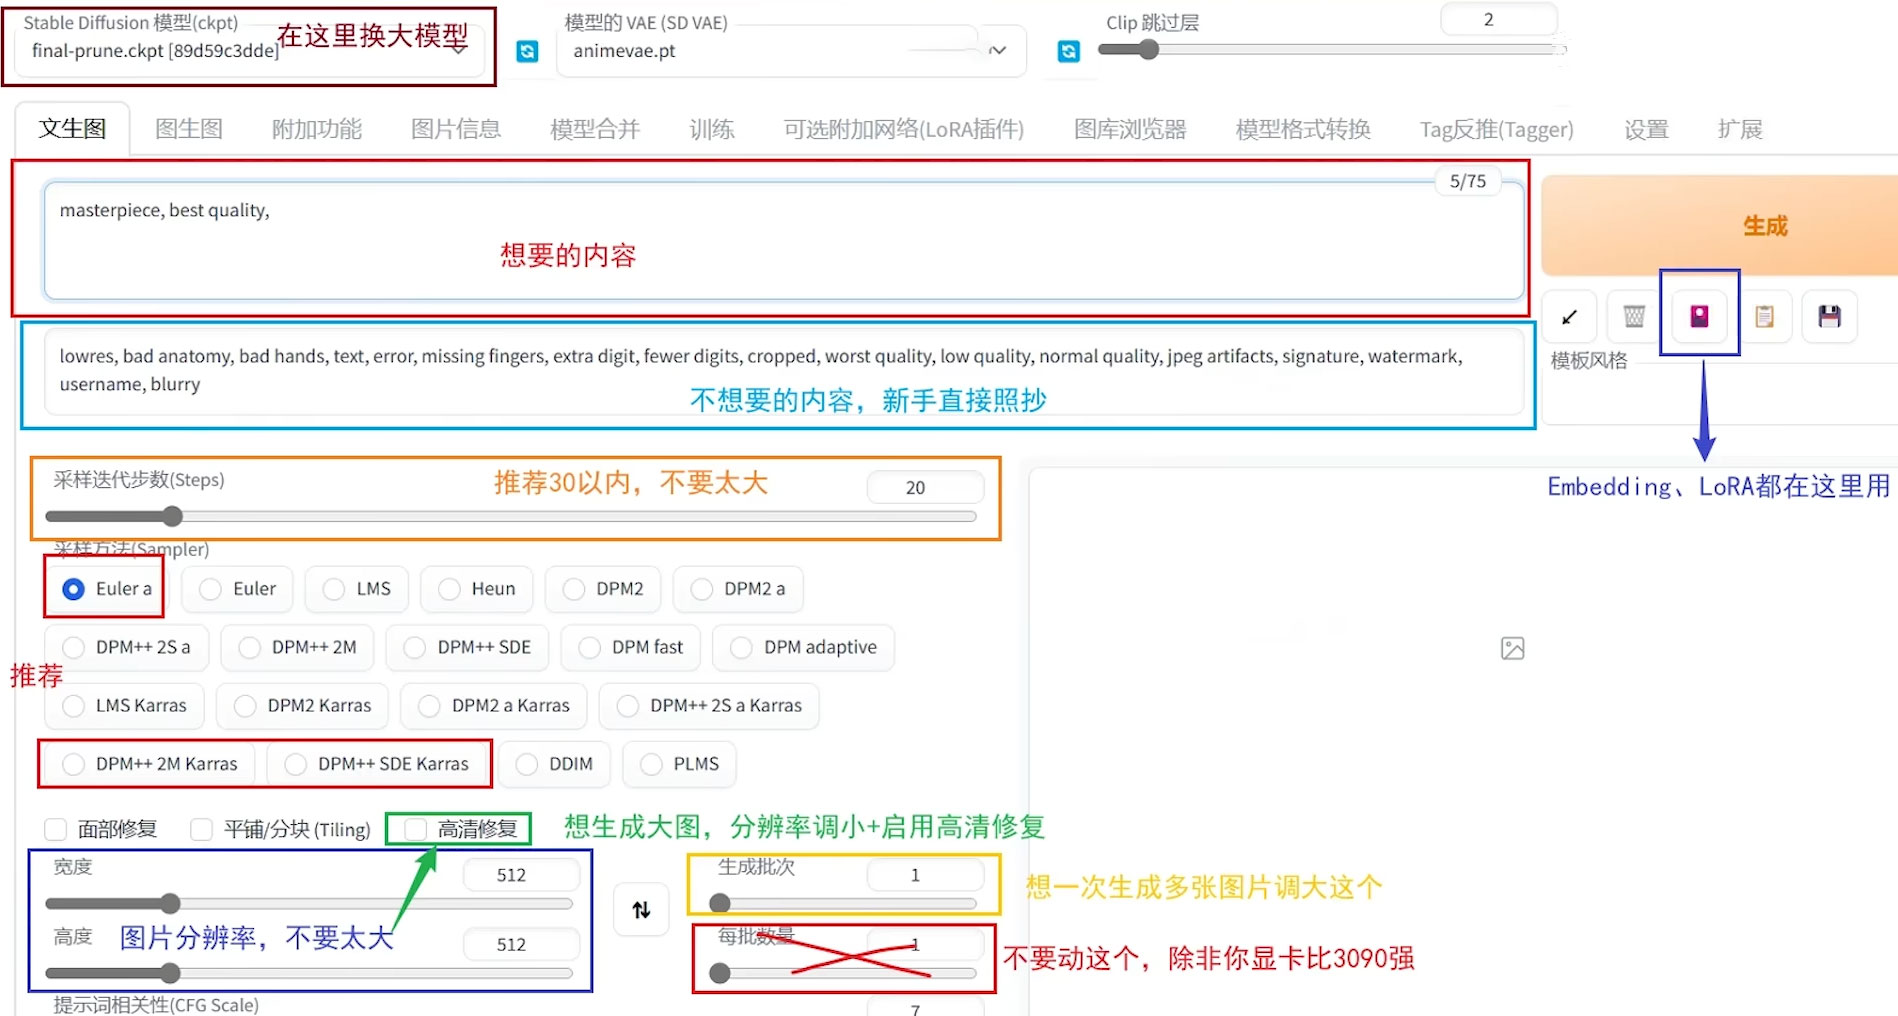 Stable Diffusion 模型(ckpt)
final-prune.ckpt [89d59c3dde]
在这里换大模型
模型的 VAE (SD VAE)
animevae.pt
Clip 跳过层
2
文生图 图生图 附加功能 图片信息 模型合并 训练 可选附加网络(LoRA插件) 图库浏览器 模型格式转换 Tag反推(Tagger) 设置 扩展
5/75
masterpiece, best quality,
想要的内容
生成
lowres, bad anatomy, bad hands, text, error, missing fingers, extra digit, fewer digits, cropped, worst quality, low quality, normal quality, jpeg artifacts, signature, watermark,
username, blurry
不想要的内容，新手直接照抄
模板风格
Embedding、LoRA都在这里用
采样迭代步数(Steps)
推荐30以内，不要太大
20
采样方法(Sampler)
Euler a Euler LMS Heun DPM2 DPM2 a
DPM++ 2S a DPM++ 2M DPM++ SDE DPM fast DPM adaptive
推荐
LMS Karras DPM2 Karras DPM2 a Karras DPM++ 2S a Karras
DPM++ 2M Karras DPM++ SDE Karras DDIM PLMS
面部修复 平铺/分块 (Tiling) 高清修复
想生成大图，分辨率调小+启用高清修复
宽度
512
生成批次
1
想一次生成多张图片调大这个
高度
图片分辨率，不要太大
512
每批数量
1
不要动这个，除非你显卡比3090强
提示词相关性(CFG Scale)
7